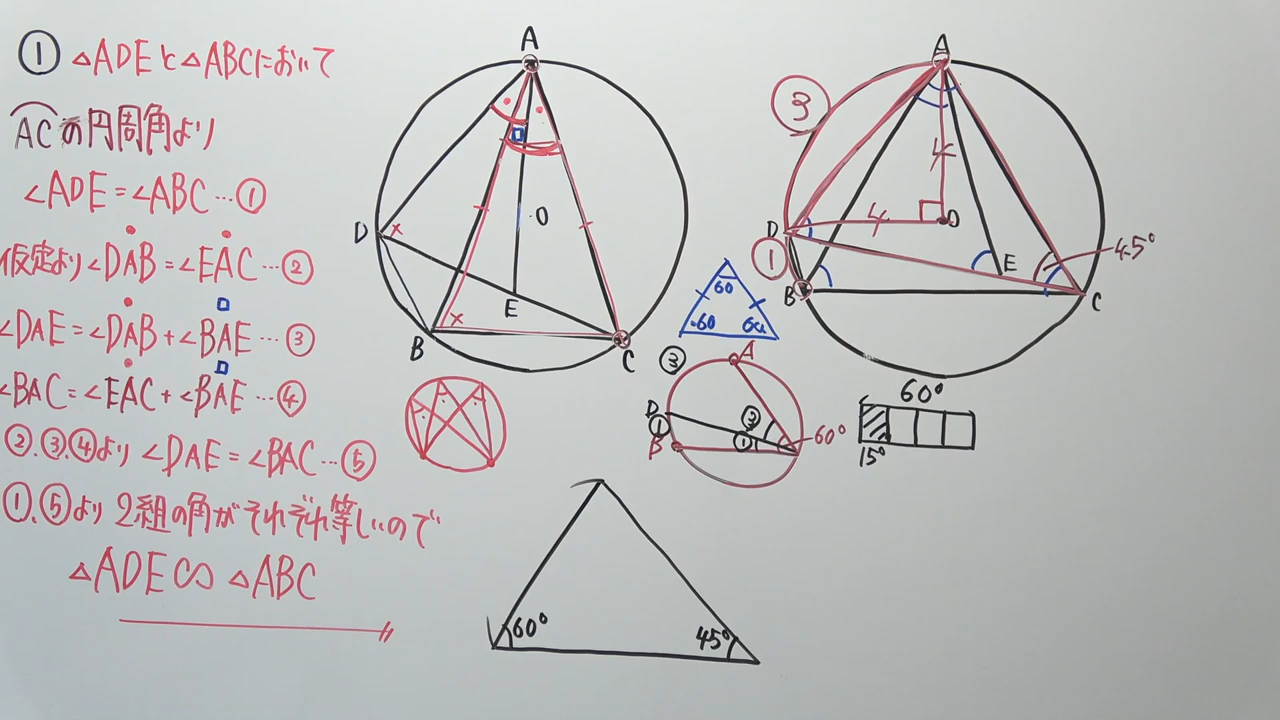 ① △ADEと△ABCにおいて
ACの円周角より
∠ADE=∠ABC…①
仮定より∠DAB=∠EAC…②
∠DAE=∠DAB+∠BAE…③
∠BAC=∠EAC+∠BAE…④
②.③.④より∠DAE=∠BAC…⑤
①.⑤より2組の角がそれぞれ等しいので
△ADE∽△ABC
A
D
×
O
E
×
B
C
A
③
4
4
D
O
①
E
45°
B
C
60
60
60
③
A
D
①
③
①
B
60°
60°
15°
60°
45°